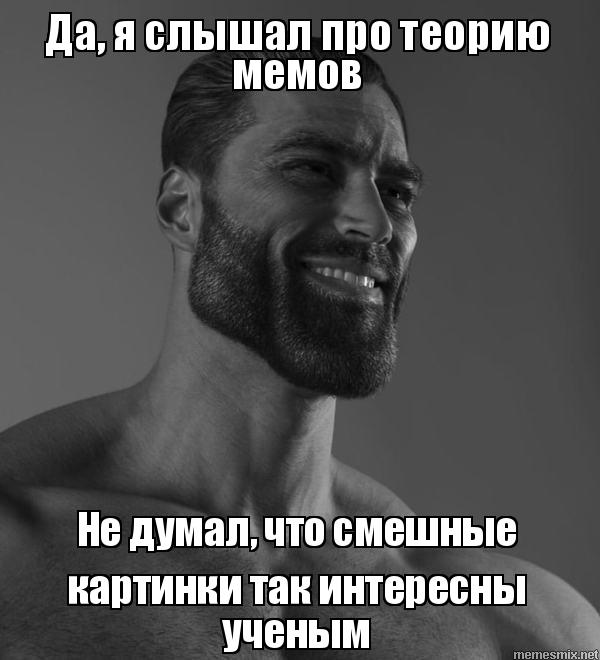 Да, я слышал про теорию
мемов
Не думал, что смешные
картинки так интересны
ученым
memesmix.net